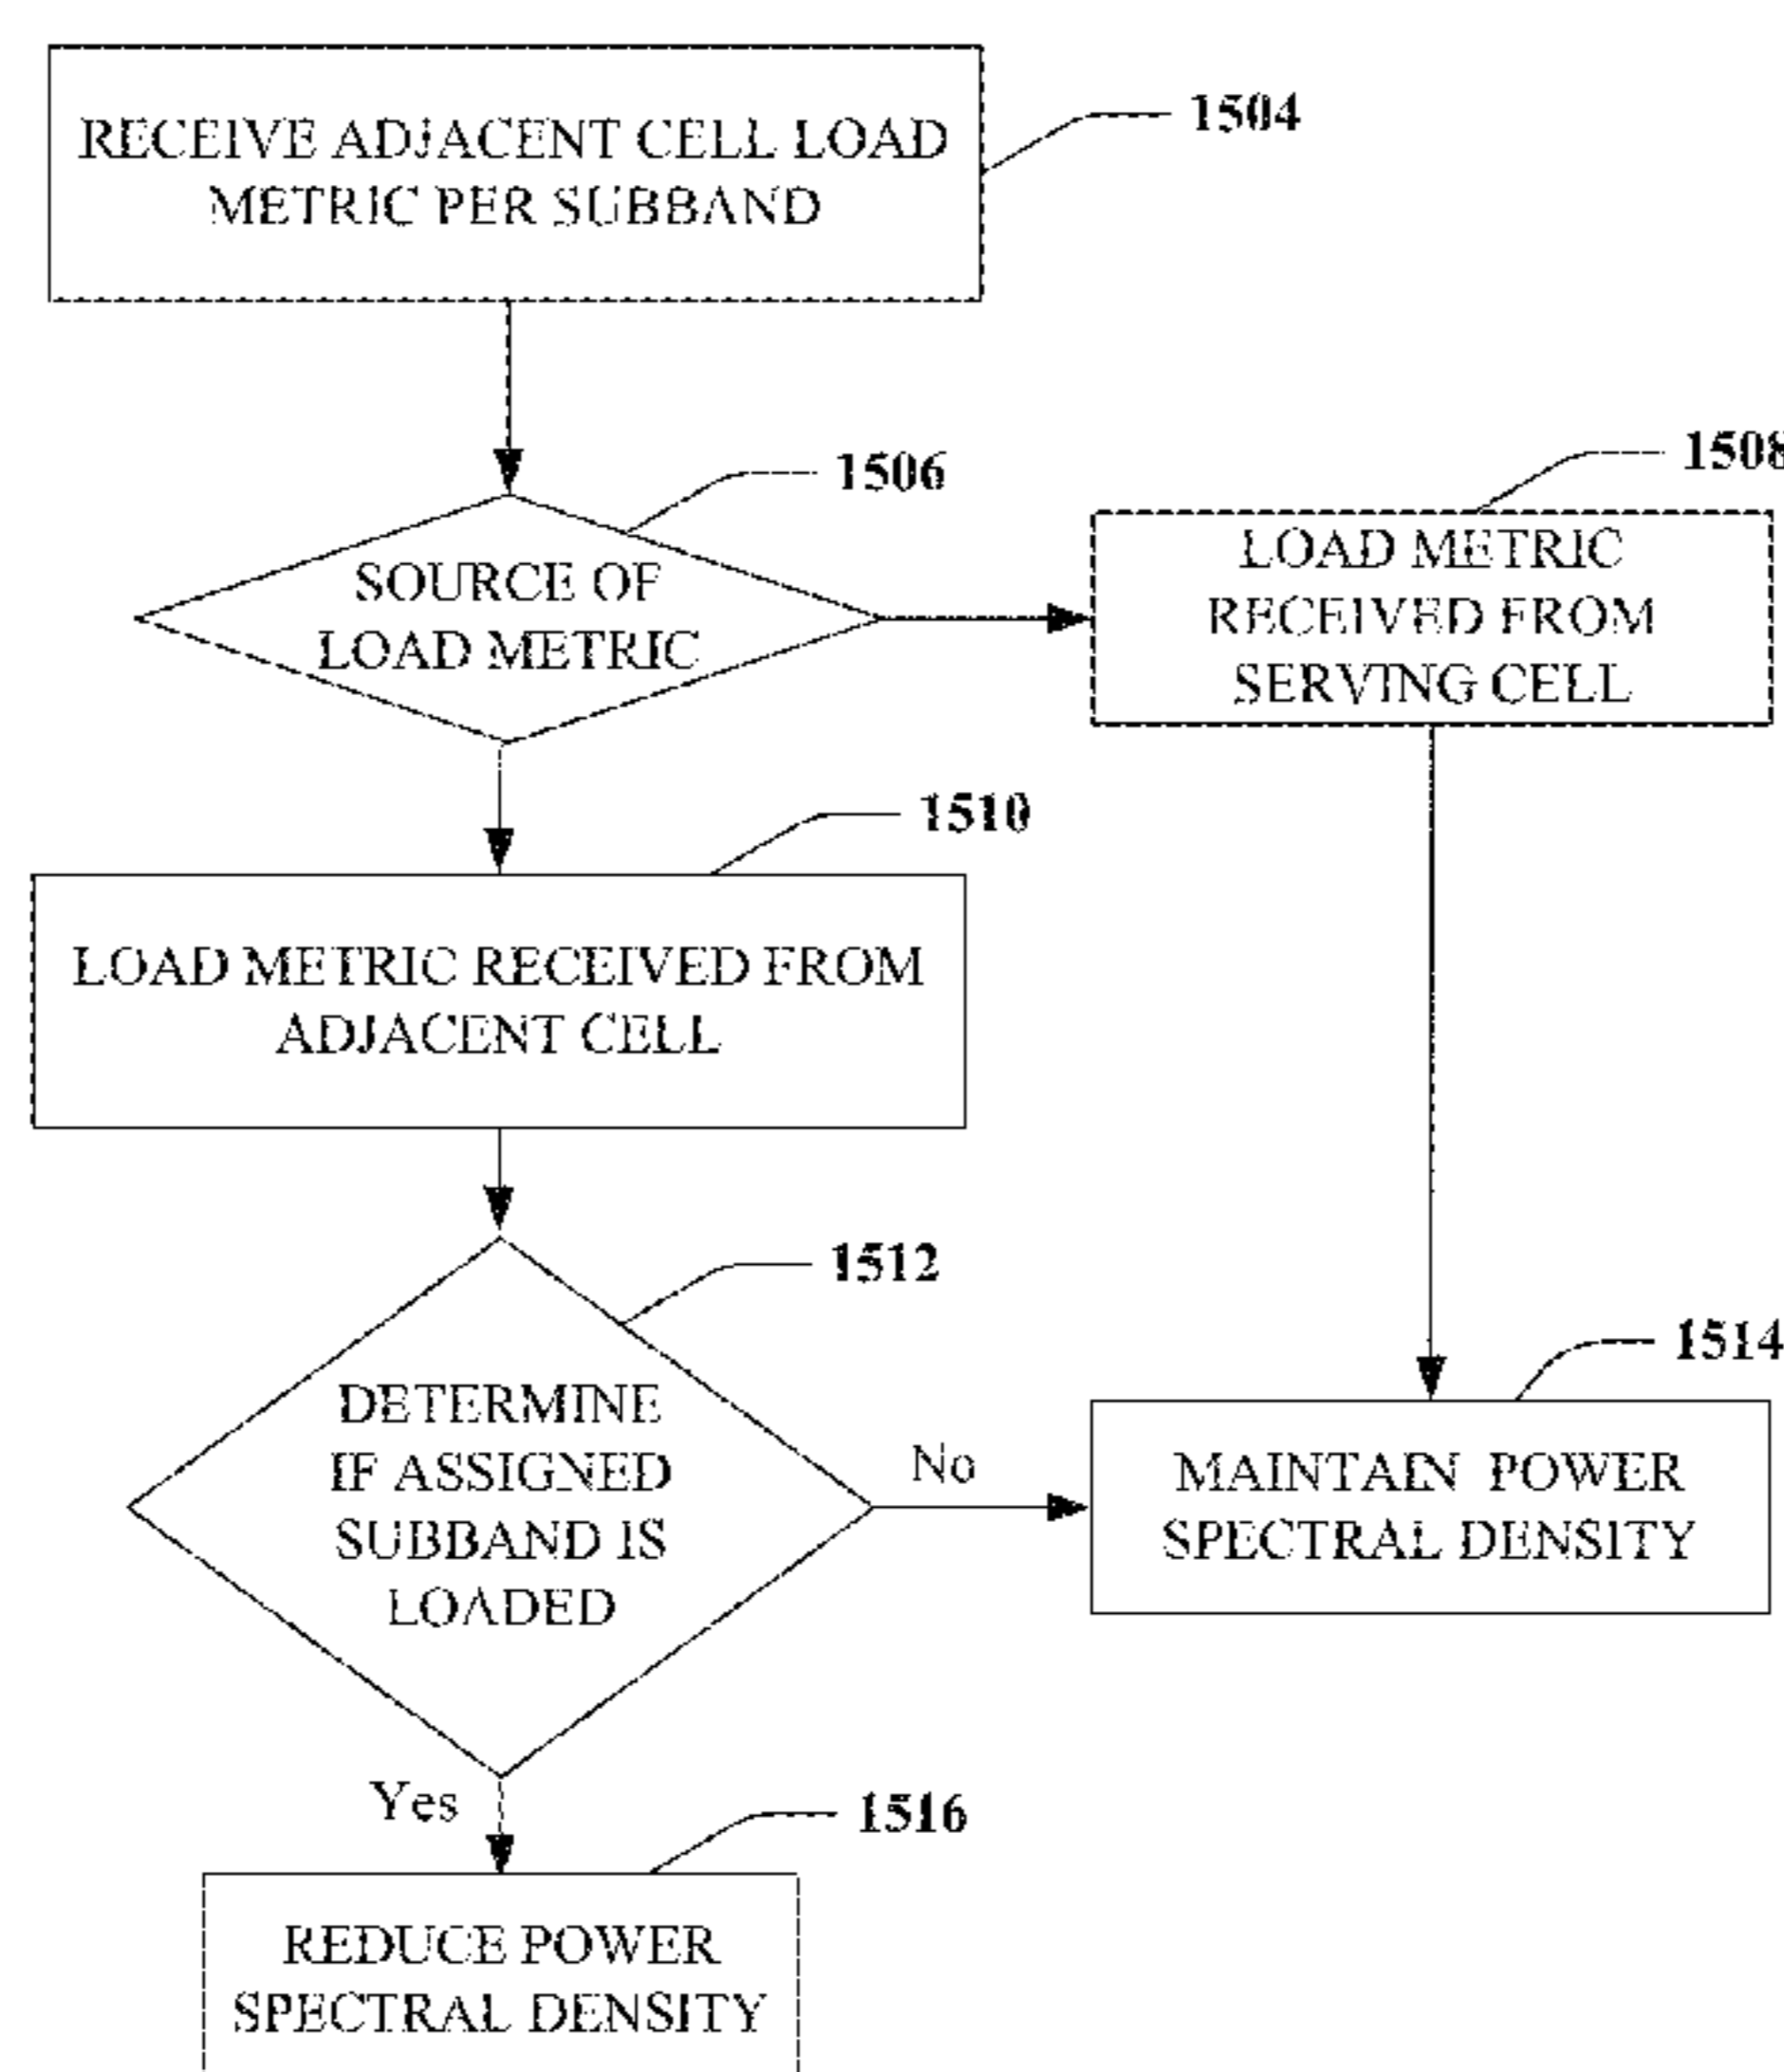 RECEIVE ADJACENT CELL LOAD
METRIC PER SUBBAND
1504
1506
SOURCE OF
LOAD METRIC
1508
LOAD METRIC
RECEIVED FROM
SERVING CELL
1510
LOAD METRIC RECEIVED FROM
ADJACENT CELL
1512
DETERMINE
IF ASSIGNED
SUBBAND IS
LOADED
No
1514
MAINTAIN POWER
SPECTRAL DENSITY
Yes
1516
REDUCE POWER
SPECTRAL DENSITY